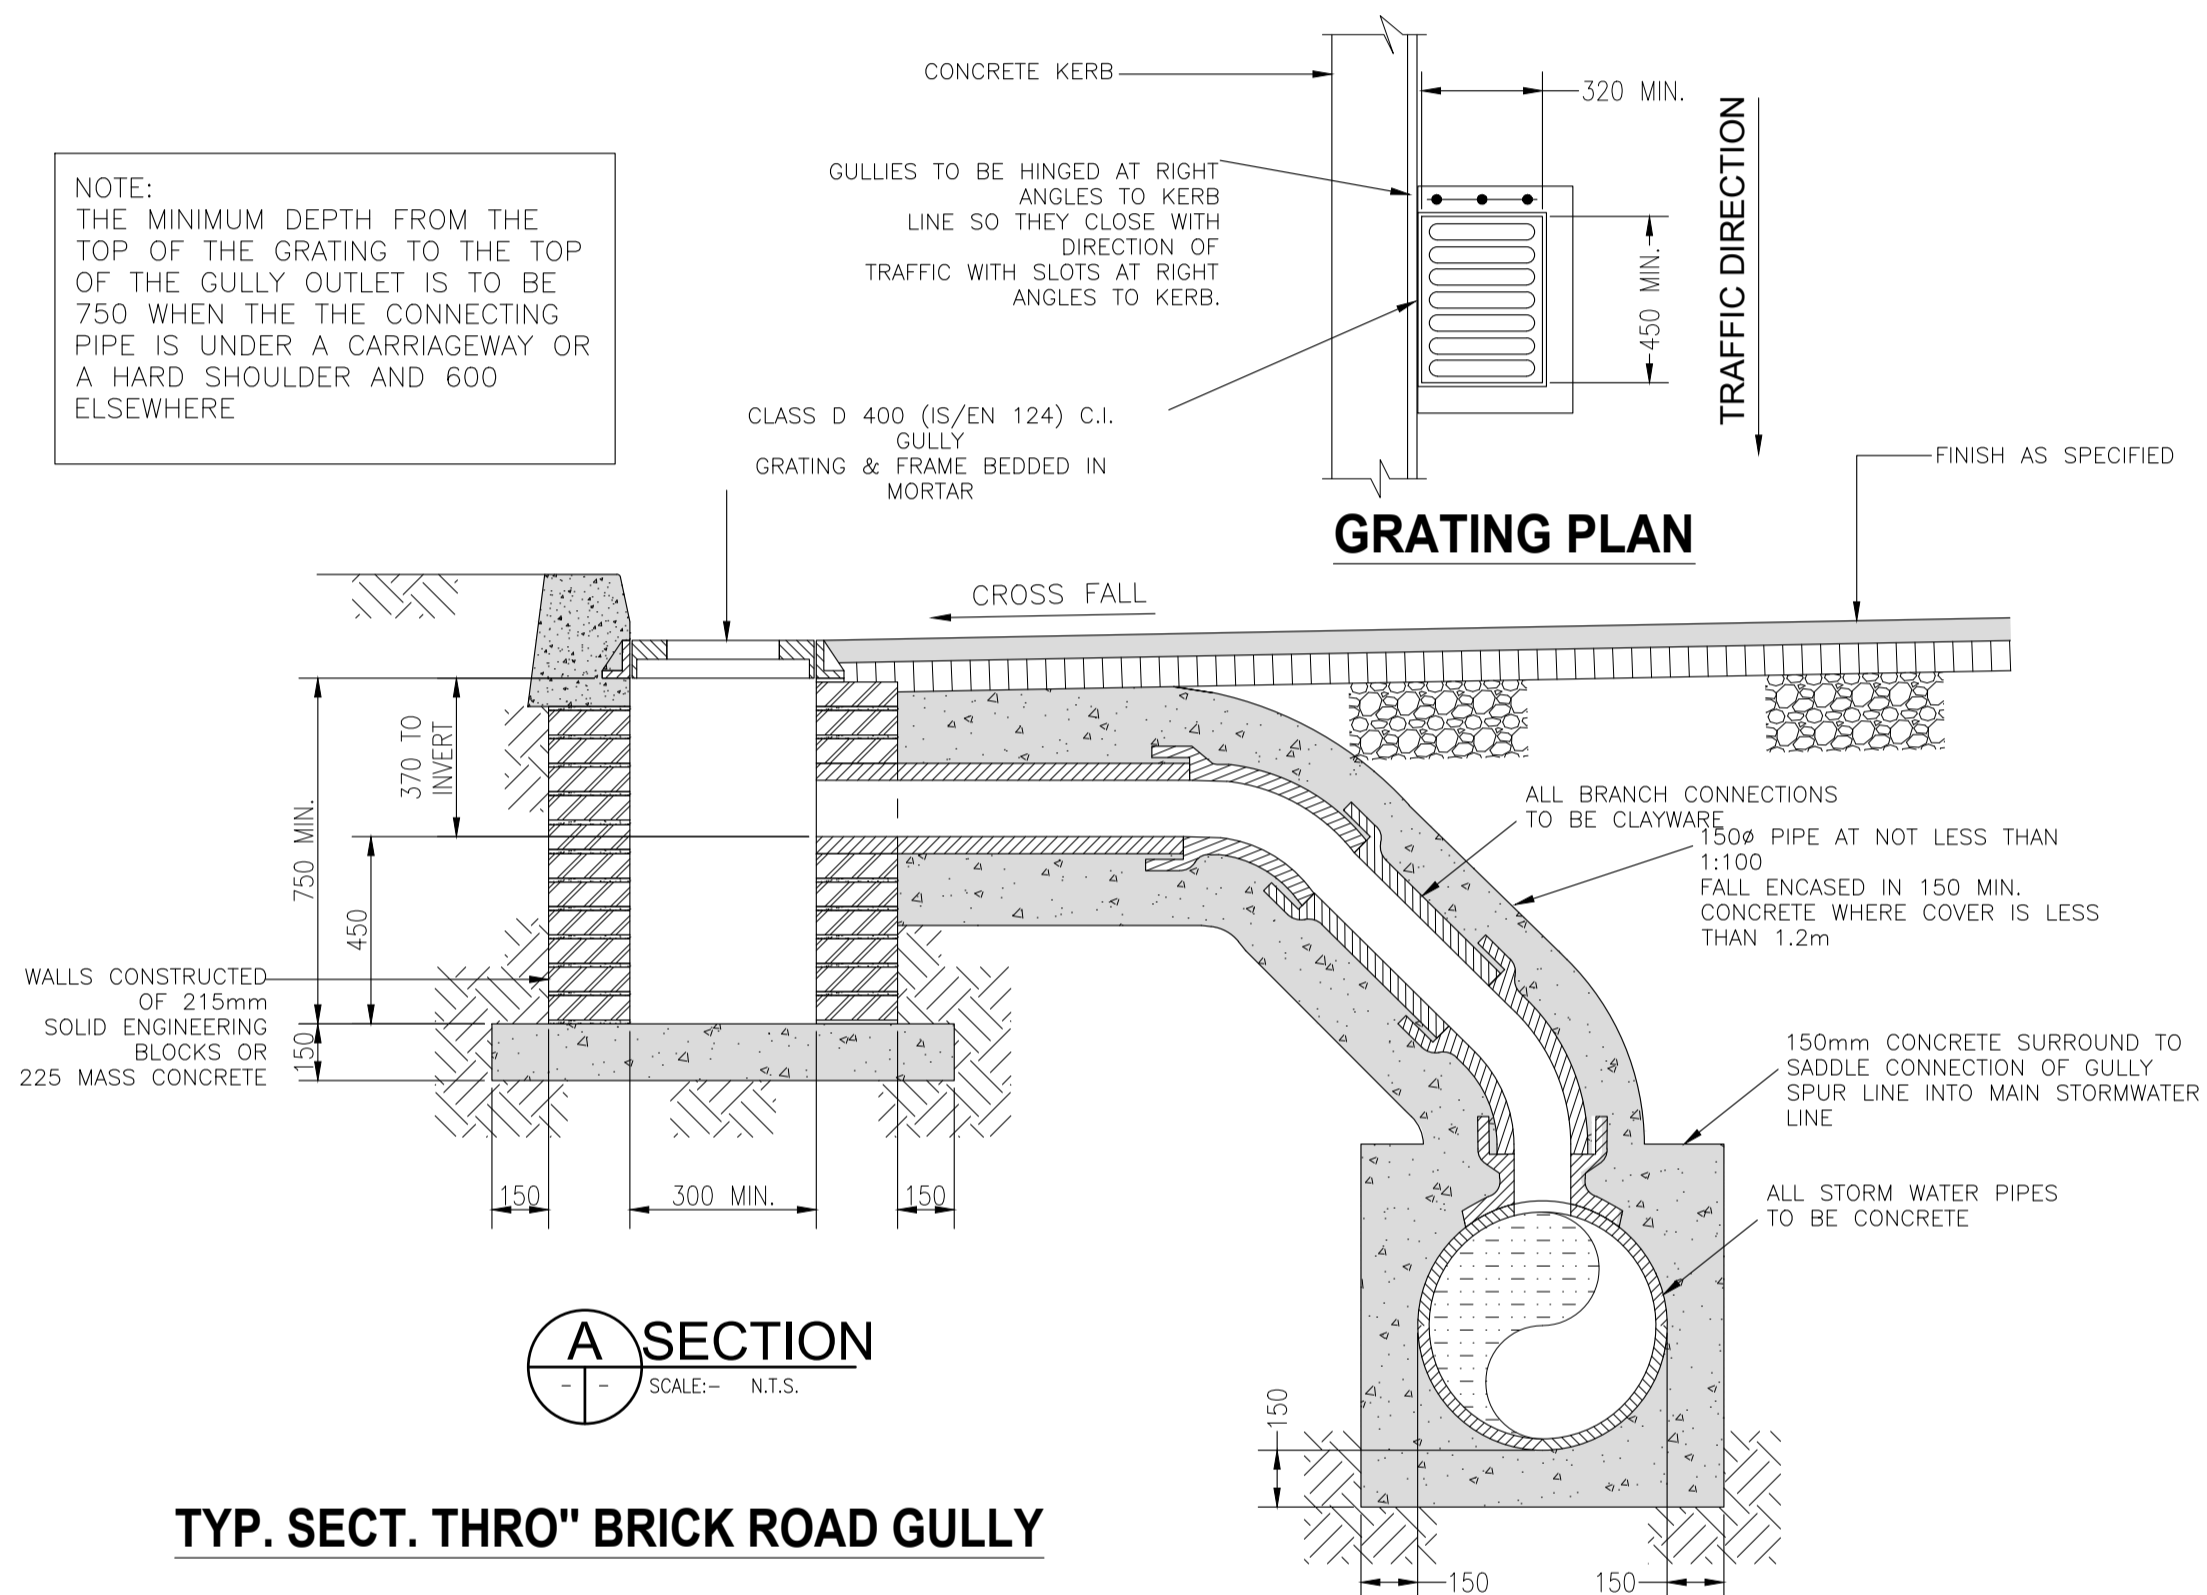 NOTE:
THE MINIMUM DEPTH FROM THE
TOP OF THE GRATING TO THE TOP
OF THE GULLY OUTLET IS TO BE
750 WHEN THE THE CONNECTING
PIPE IS UNDER A CARRIAGEWAY OR
A HARD SHOULDER AND 600
ELSEWHERE
CONCRETE KERB
320 MIN.
GULLIES TO BE HINGED AT RIGHT
ANGLES TO KERB
LINE SO THEY CLOSE WITH
DIRECTION OF
TRAFFIC WITH SLOTS AT RIGHT
ANGLES TO KERB.
450 MIN.
TRAFFIC DIRECTION
CLASS D 400 (IS/EN 124) C.I.
GULLY
GRATING & FRAME BEDDED IN
MORTAR
GRATING PLAN
FINISH AS SPECIFIED
CROSS FALL
370 TO
INVERT
750 MIN.
450
150
WALLS CONSTRUCTED
OF 215mm
SOLID ENGINEERING
BLOCKS OR
225 MASS CONCRETE
ALL BRANCH CONNECTIONS
TO BE CLAYWARE
150ø PIPE AT NOT LESS THAN
1:100
FALL ENCASED IN 150 MIN.
CONCRETE WHERE COVER IS LESS
THAN 1.2m
150mm CONCRETE SURROUND TO
SADDLE CONNECTION OF GULLY
SPUR LINE INTO MAIN STORMWATER
LINE
150
300 MIN.
150
ALL STORM WATER PIPES
TO BE CONCRETE
A SECTION
- - SCALE:- N.T.S.
150
150
150
TYP. SECT. THRO" BRICK ROAD GULLY